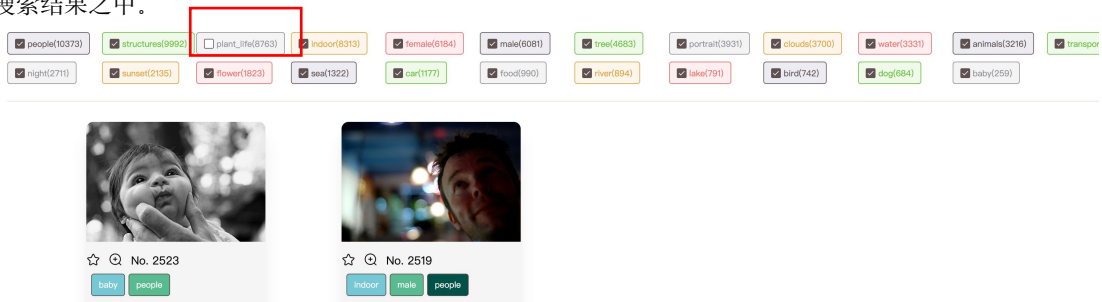 搜索结果之中。
people(10373) structures(9992) plant_life(8763) indoor(8313) female(6184) male(6081) tree(4683) portrait(3931) clouds(3700) water(3331) animals(3216) transpor
night(2711) sunset(2135) flower(1823) sea(1322) car(1177) food(990) river(894) lake(791) bird(742) dog(684) baby(259)
No. 2523 No. 2519
baby people indoor male people